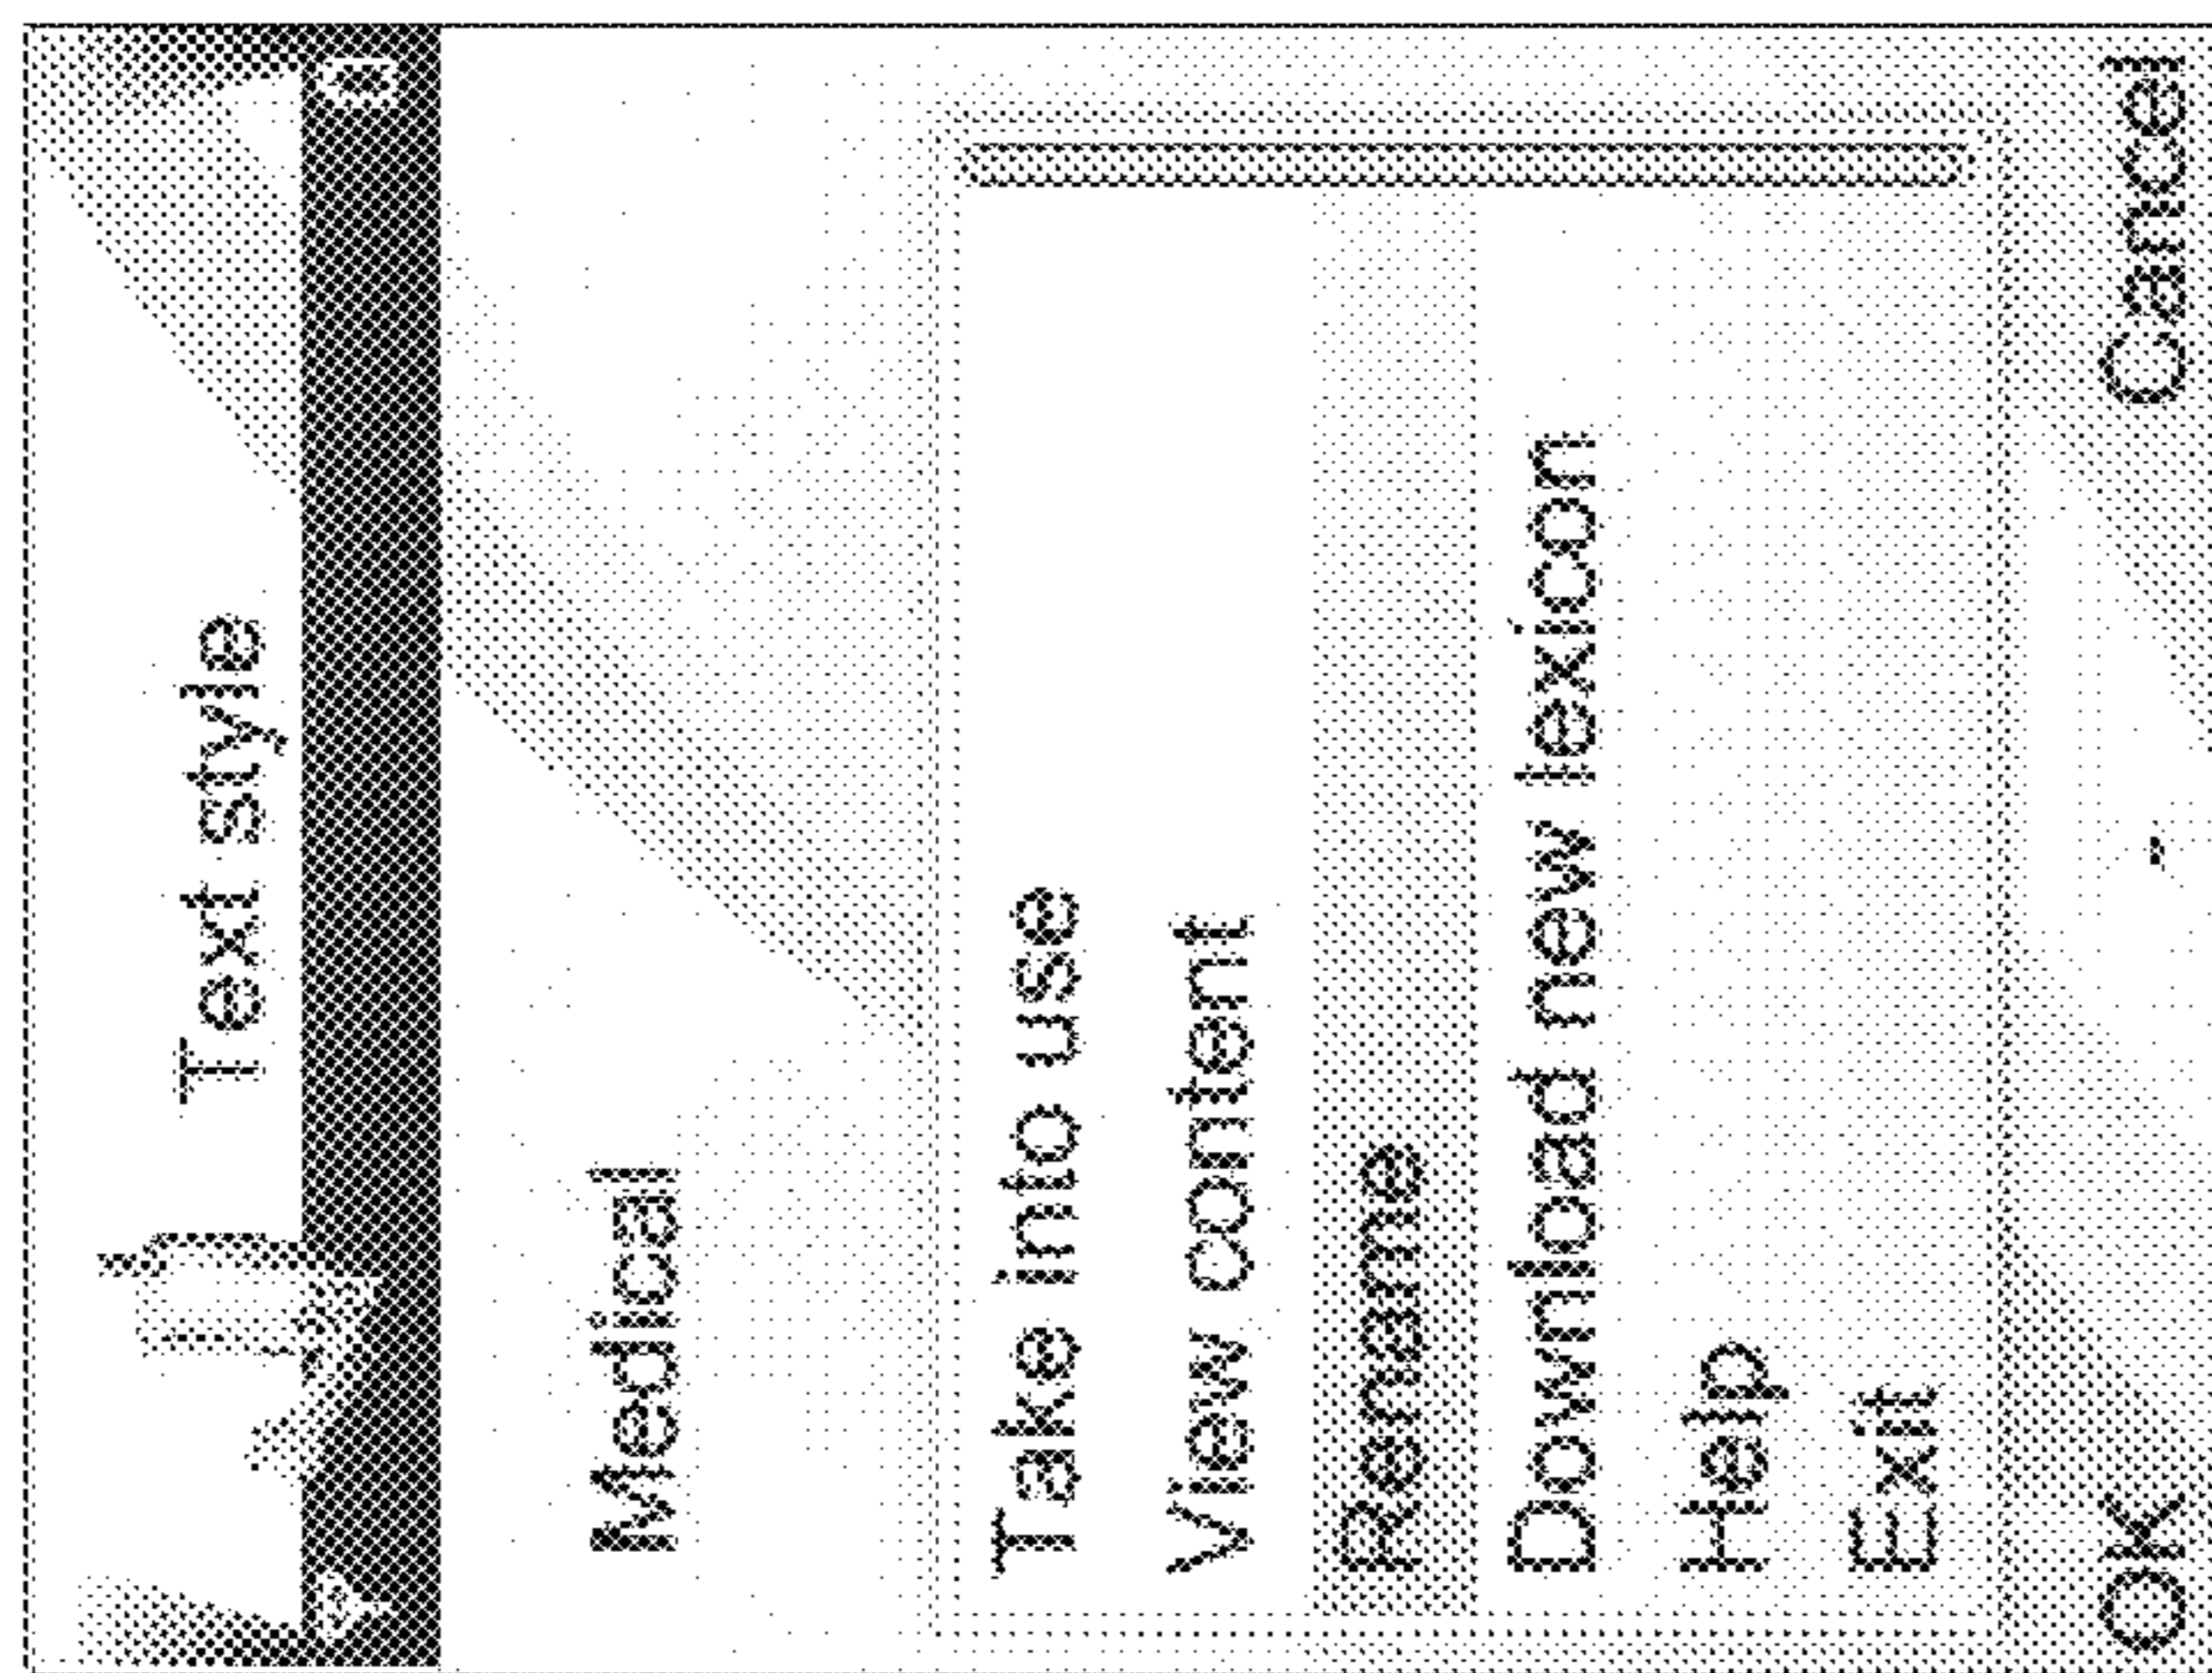 Text style
Medical
Take into use
View content
Rename
Download new lexicon
Help
Exit
OK Cancel